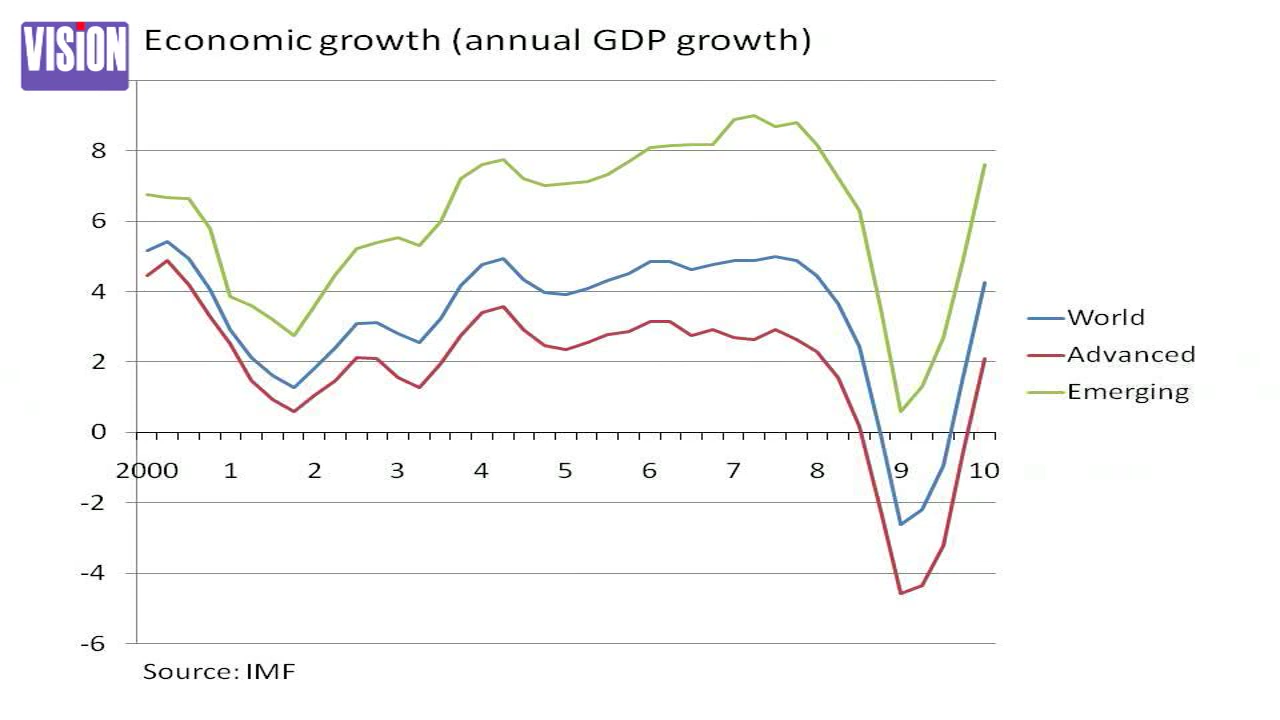 VISION
Economic growth (annual GDP growth)
8
6
4
2
0
-2
-4
-6
2000 1 2 3 4 5 6 7 8 9 10
World
Advanced
Emerging
Source: IMF